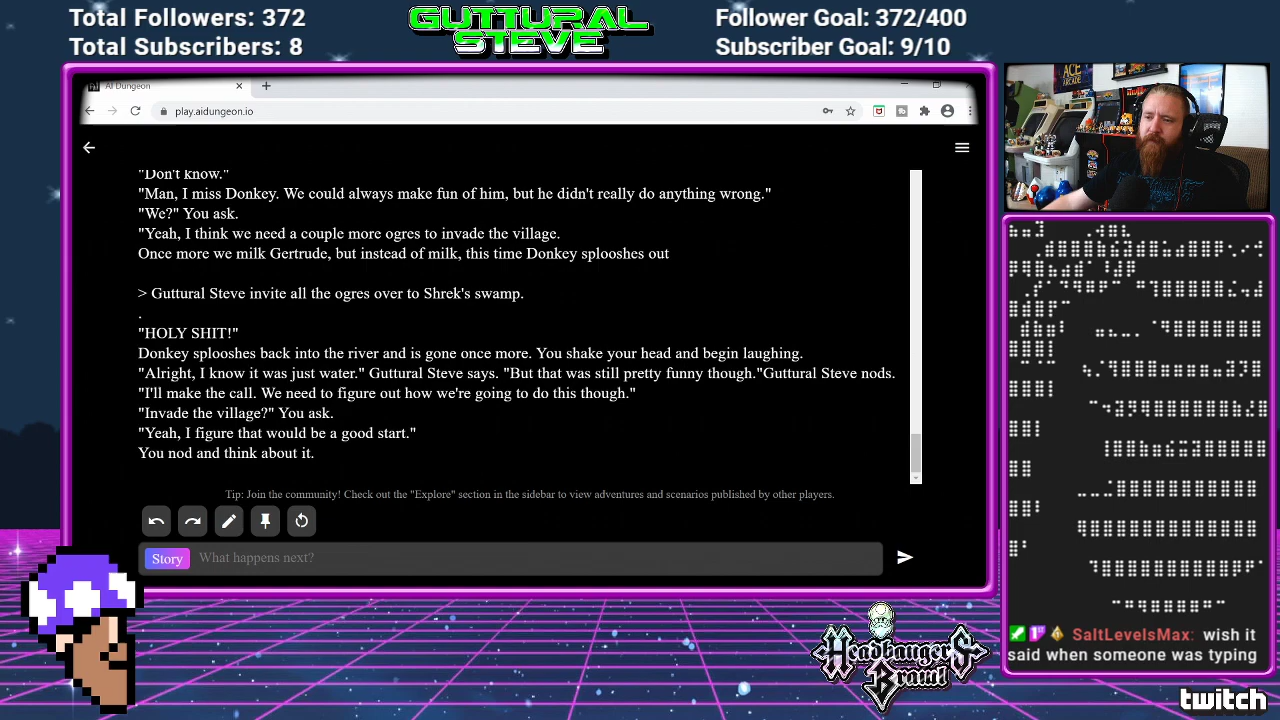 Total Followers: 372
Total Subscribers: 8
GUTTURAL
STEVE
Follower Goal: 372/400
Subscriber Goal: 9/10
AI Dungeon
play.aidungeon.io
"Don't know."
"Man, I miss Donkey. We could always make fun of him, but he didn't really do anything wrong."
"We?" You ask.
"Yeah, I think we need a couple more ogres to invade the village.
Once more we milk Gertrude, but instead of milk, this time Donkey splooshes out
> Guttural Steve invite all the ogres over to Shrek's swamp.
.
"HOLY SHIT!"
Donkey splooshes back into the river and is gone once more. You shake your head and begin laughing.
"Alright, I know it was just water." Guttural Steve says. "But that was still pretty funny though."Guttural Steve nods.
"I'll make the call. We need to figure out how we're going to do this though."
"Invade the village?" You ask.
"Yeah, I figure that would be a good start."
You nod and think about it.
Tip: Join the community! Check out the "Explore" section in the sidebar to view adventures and scenarios published by other players.
Story What happens next?
ACE
ARCADE
SaltLevelsMax: wish it
said when someone was typing
HeadbangerS
Brawl
twitch